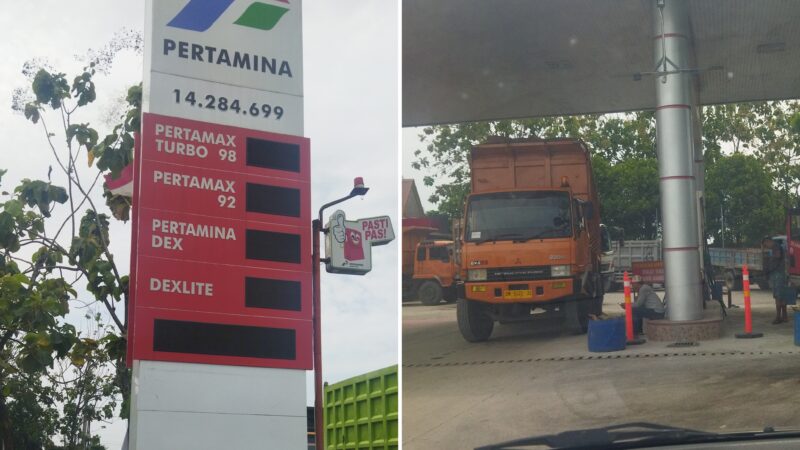 PERTAMINA
14.284.699
PERTAMAX
TURBO 98
PERTAMAX
92
PERTAMINA
DEX
DEXLITE
PASTI
PAS!